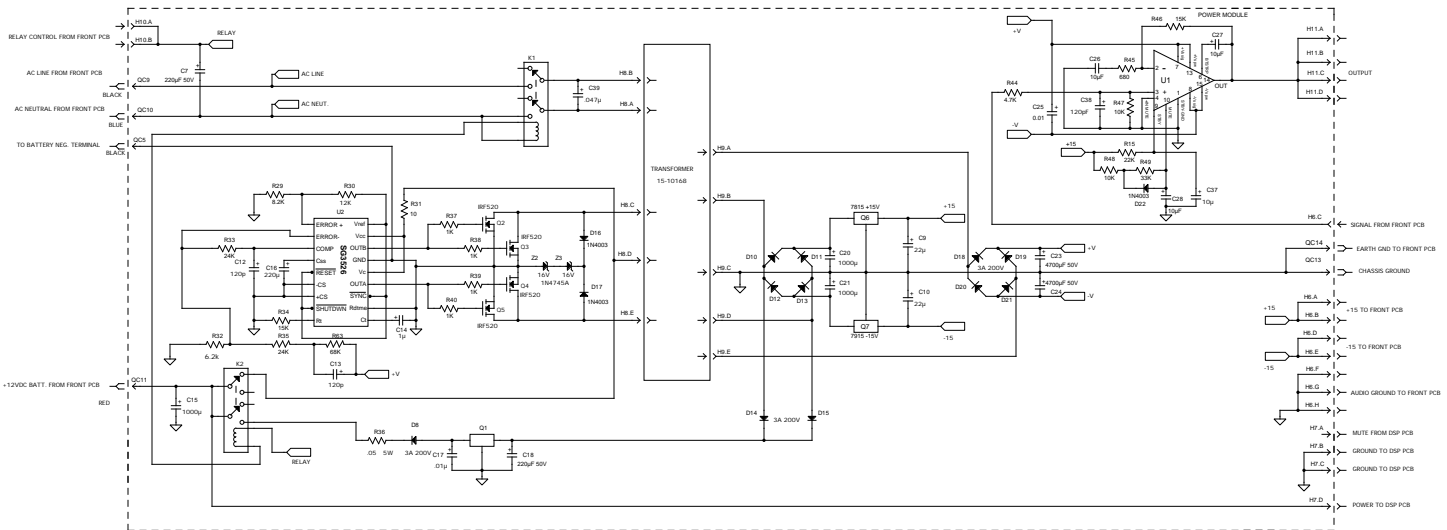 POWER MODULE
H10.A
RELAY CONTROL FROM FRONT PCB
H10.B
RELAY
C7
220µF 50V
AC LINE FROM FRONT PCB
QC9
BLACK
AC LINE
AC NEUTRAL FROM FRONT PCB
QC10
BLUE
AC NEUT.
TO BATTERY NEG. TERMINAL
QC5
BLACK
K1
C39
.047µ
H8.B
H8.A
TRANSFORMER
15-10168
H8.C
H8.D
H8.E
H9.A
H9.B
H9.C
H9.D
H9.E
R29
8.2K
R30
12K
R31
10
U2
SG3526
ERROR +
ERROR-
COMP
Css
RESET
-CS
+CS
SHUTDWN
Rt
Vref
Vcc
OUTB
GND
Vc
OUTA
SYNC
Rdtme
Ct
R33
24K
C12
120p
C16
220µ
R34
15K
R35
24K
R32
6.2k
R63
68K
C13
120p
+V
C14
1µ
R37
1K
R38
1K
R39
1K
R40
1K
IRF520
Q2
IRF520
Q3
Q4
IRF520
Q5
IRF520
Z2
16V
Z3
16V
1N4745A
D16
1N4003
D17
1N4003
+12VDC BATT. FROM FRONT PCB
QC11
RED
C15
1000µ
K2
RELAY
R36
.05 5W
D8
3A 200V
C17
.01µ
Q1
C18
220µF 50V
D14
3A 200V
D15
D10
D11
D12
D13
C20
1000µ
C21
1000µ
7815 +15V
Q6
Q7
7915 -15V
C9
22µ
C10
22µ
+15
-15
D18
D19
3A 200V
D20
D21
C23
4700µF 50V
4700µF 50V
C24
+V
-V
+V
R46
15K
C27
10µF
C26
10µF
R45
680
U1
OUT
R44
4.7K
C25
0.01
C38
120pF
R47
10K
-V
+15
R15
22K
R48
10K
R49
33K
1N4003
D22
C28
10µF
C37
10µ
H11.A
H11.B
H11.C
H11.D
OUTPUT
H6.C
SIGNAL FROM FRONT PCB
QC14
EARTH GND TO FRONT PCB
QC13
CHASSIS GROUND
H6.A
+15
H6.B
+15 TO FRONT PCB
H6.D
-15 TO FRONT PCB
H6.E
-15
H6.F
H6.G
AUDIO GROUND TO FRONT PCB
H6.H
H7.A
MUTE FROM DSP PCB
H7.B
GROUND TO DSP PCB
H7.C
GROUND TO DSP PCB
H7.D
POWER TO DSP PCB